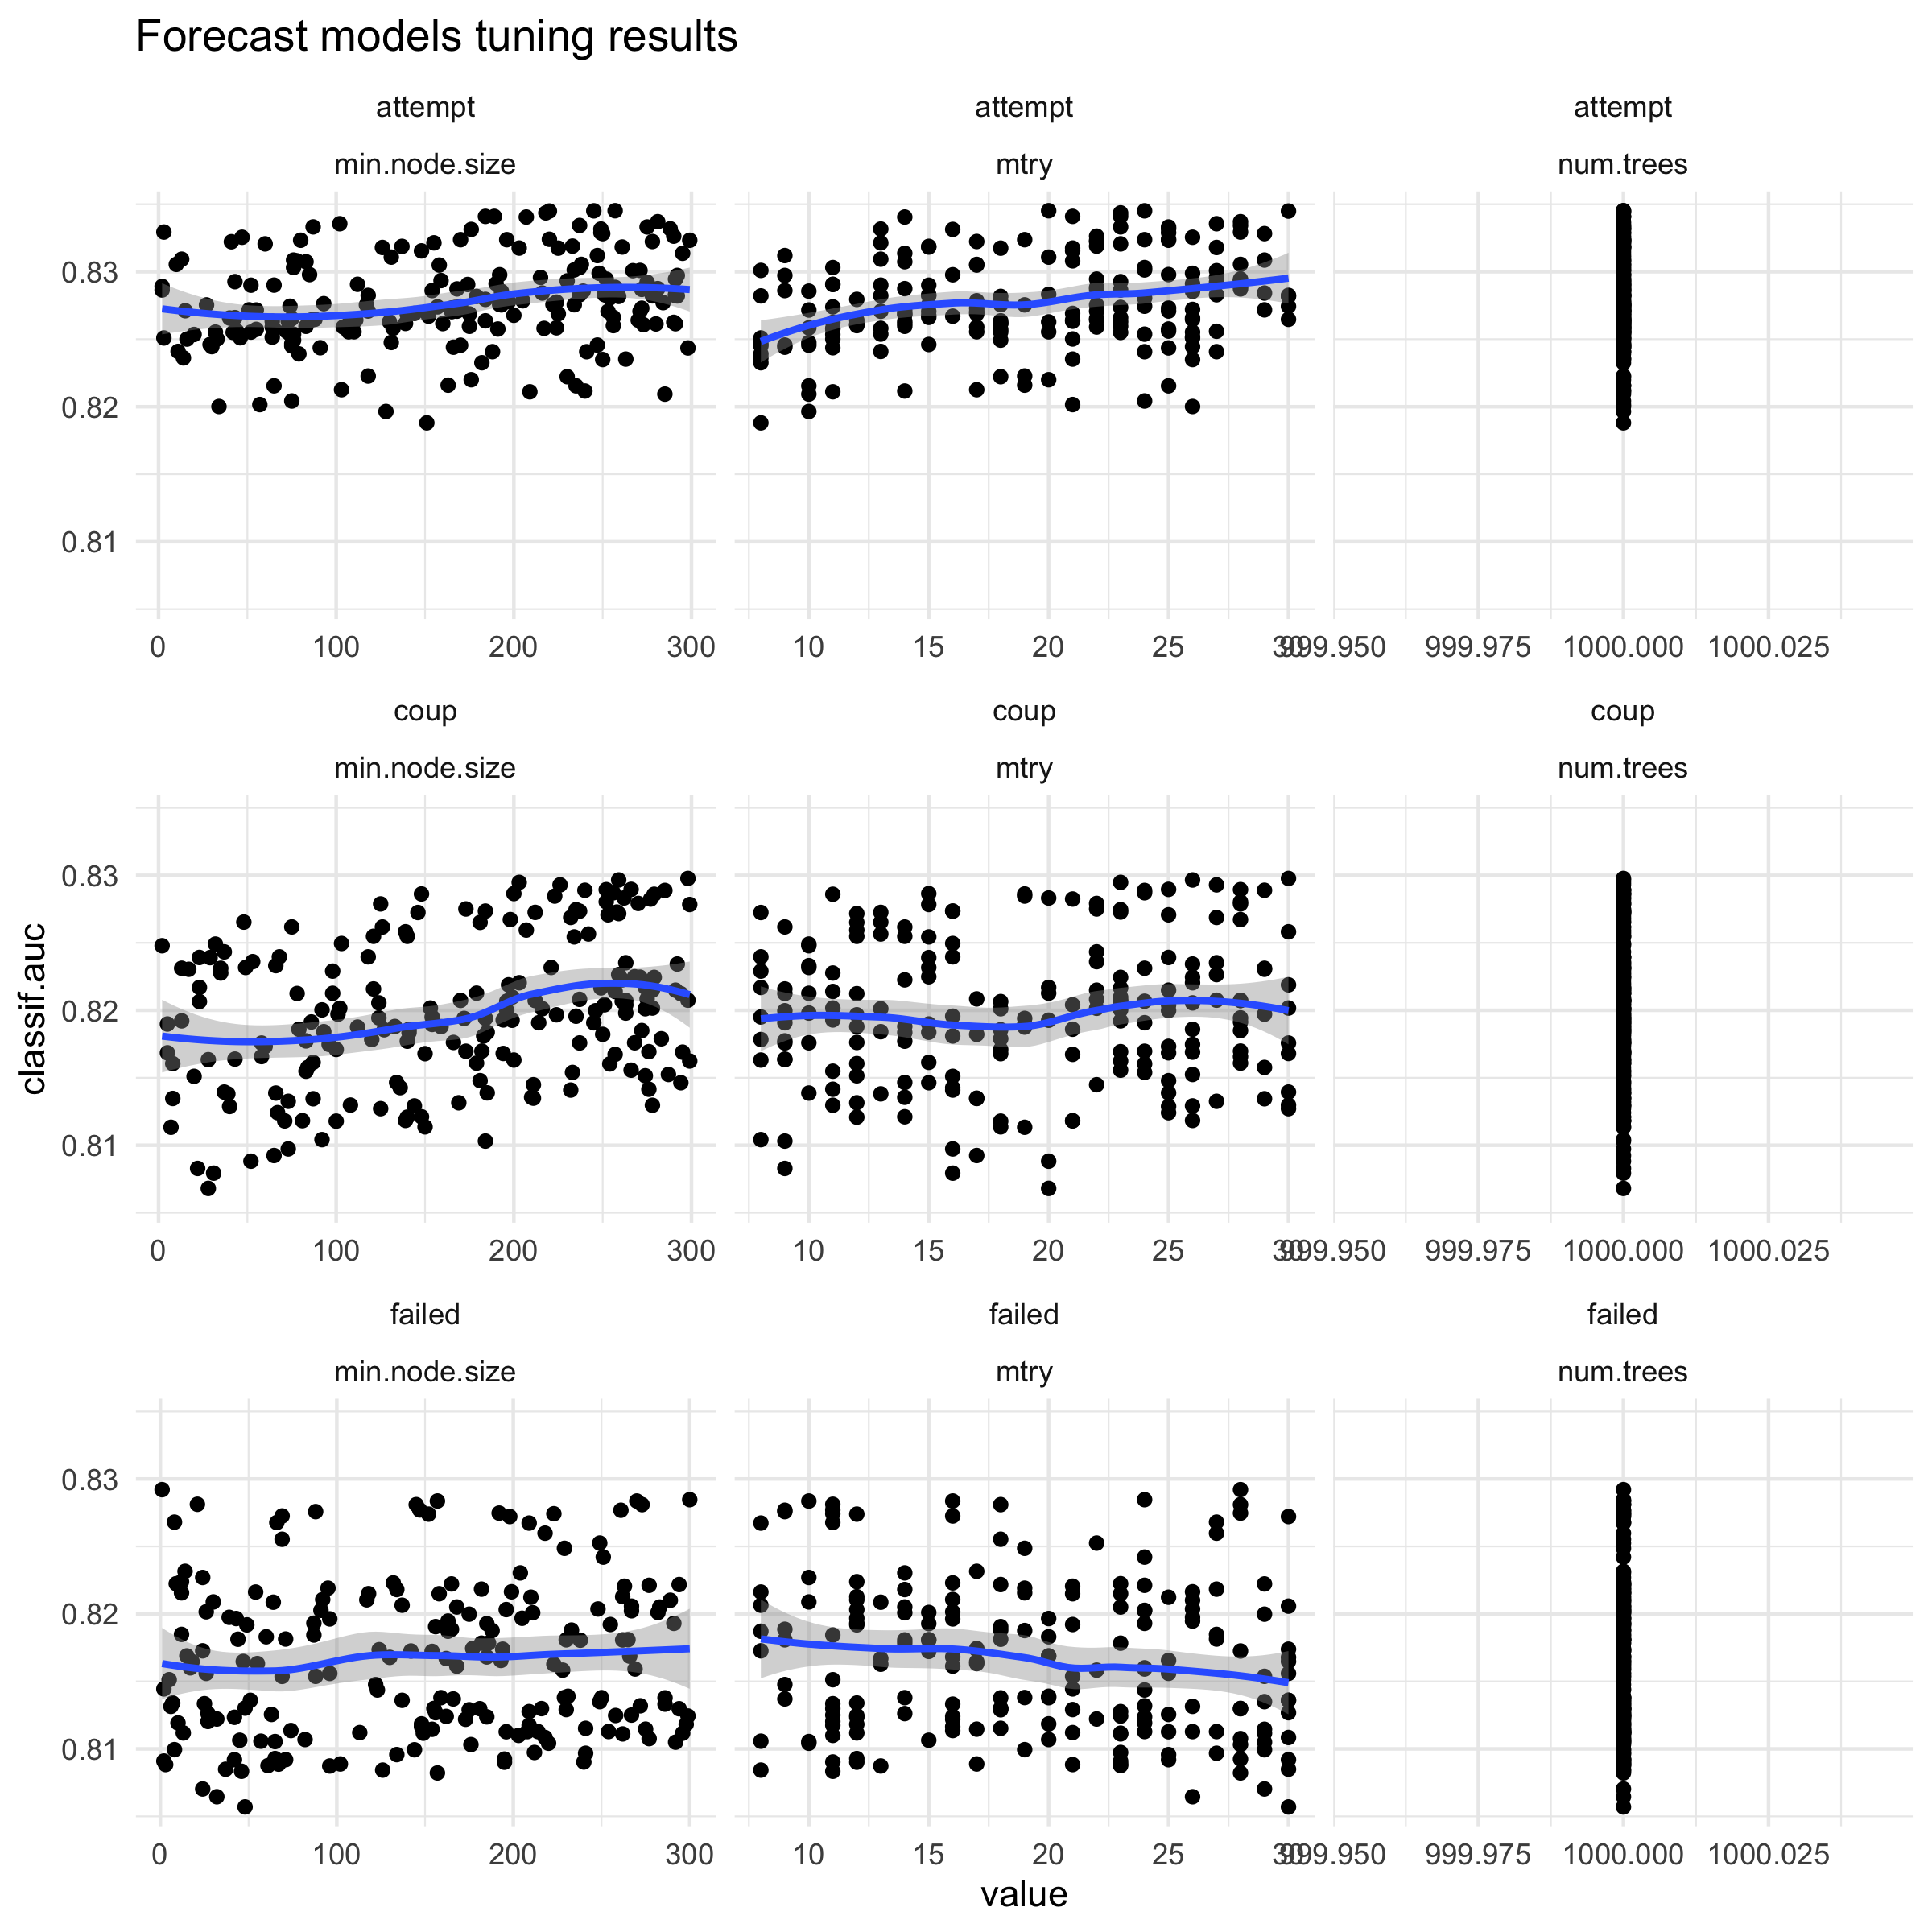 Forecast models tuning results
attempt attempt attempt
min.node.size mtry num.trees
0.83
0.82
0.81
0 100 200 300 10 15 20 25 30 999.950 999.975 1000.000 1000.025
coup coup coup
min.node.size mtry num.trees
0.83
0.82
0.81
classif.auc
0 100 200 300 10 15 20 25 30 999.950 999.975 1000.000 1000.025
failed failed failed
min.node.size mtry num.trees
0.83
0.82
0.81
0 100 200 300 10 15 20 25 30 999.950 999.975 1000.000 1000.025
value